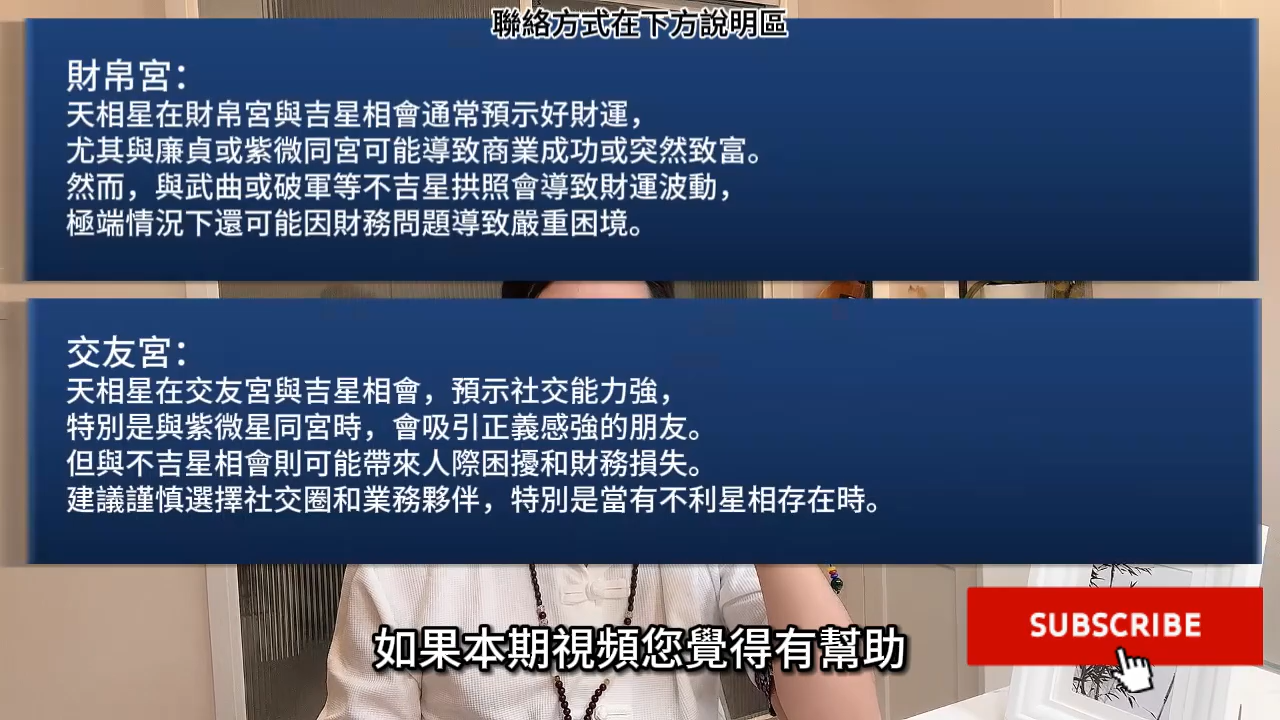 聯絡方式在下方說明區
財帛宮：
天相星在財帛宮與吉星相會通常預示好財運，
尤其與廉貞或紫微同宮可能導致商業成功或突然致富。
然而，與武曲或破軍等不吉星拱照會導致財運波動，
極端情況下還可能因財務問題導致嚴重困境。
交友宮：
天相星在交友宮與吉星相會，預示社交能力強，
特別是與紫微星同宮時，會吸引正義感強的朋友。
但與不吉星相會則可能帶來人際困擾和財務損失。
建議謹慎選擇社交圈和業務夥伴，特別是當有不利星相存在時。
SUBSCRIBE
如果本期視頻您覺得有幫助